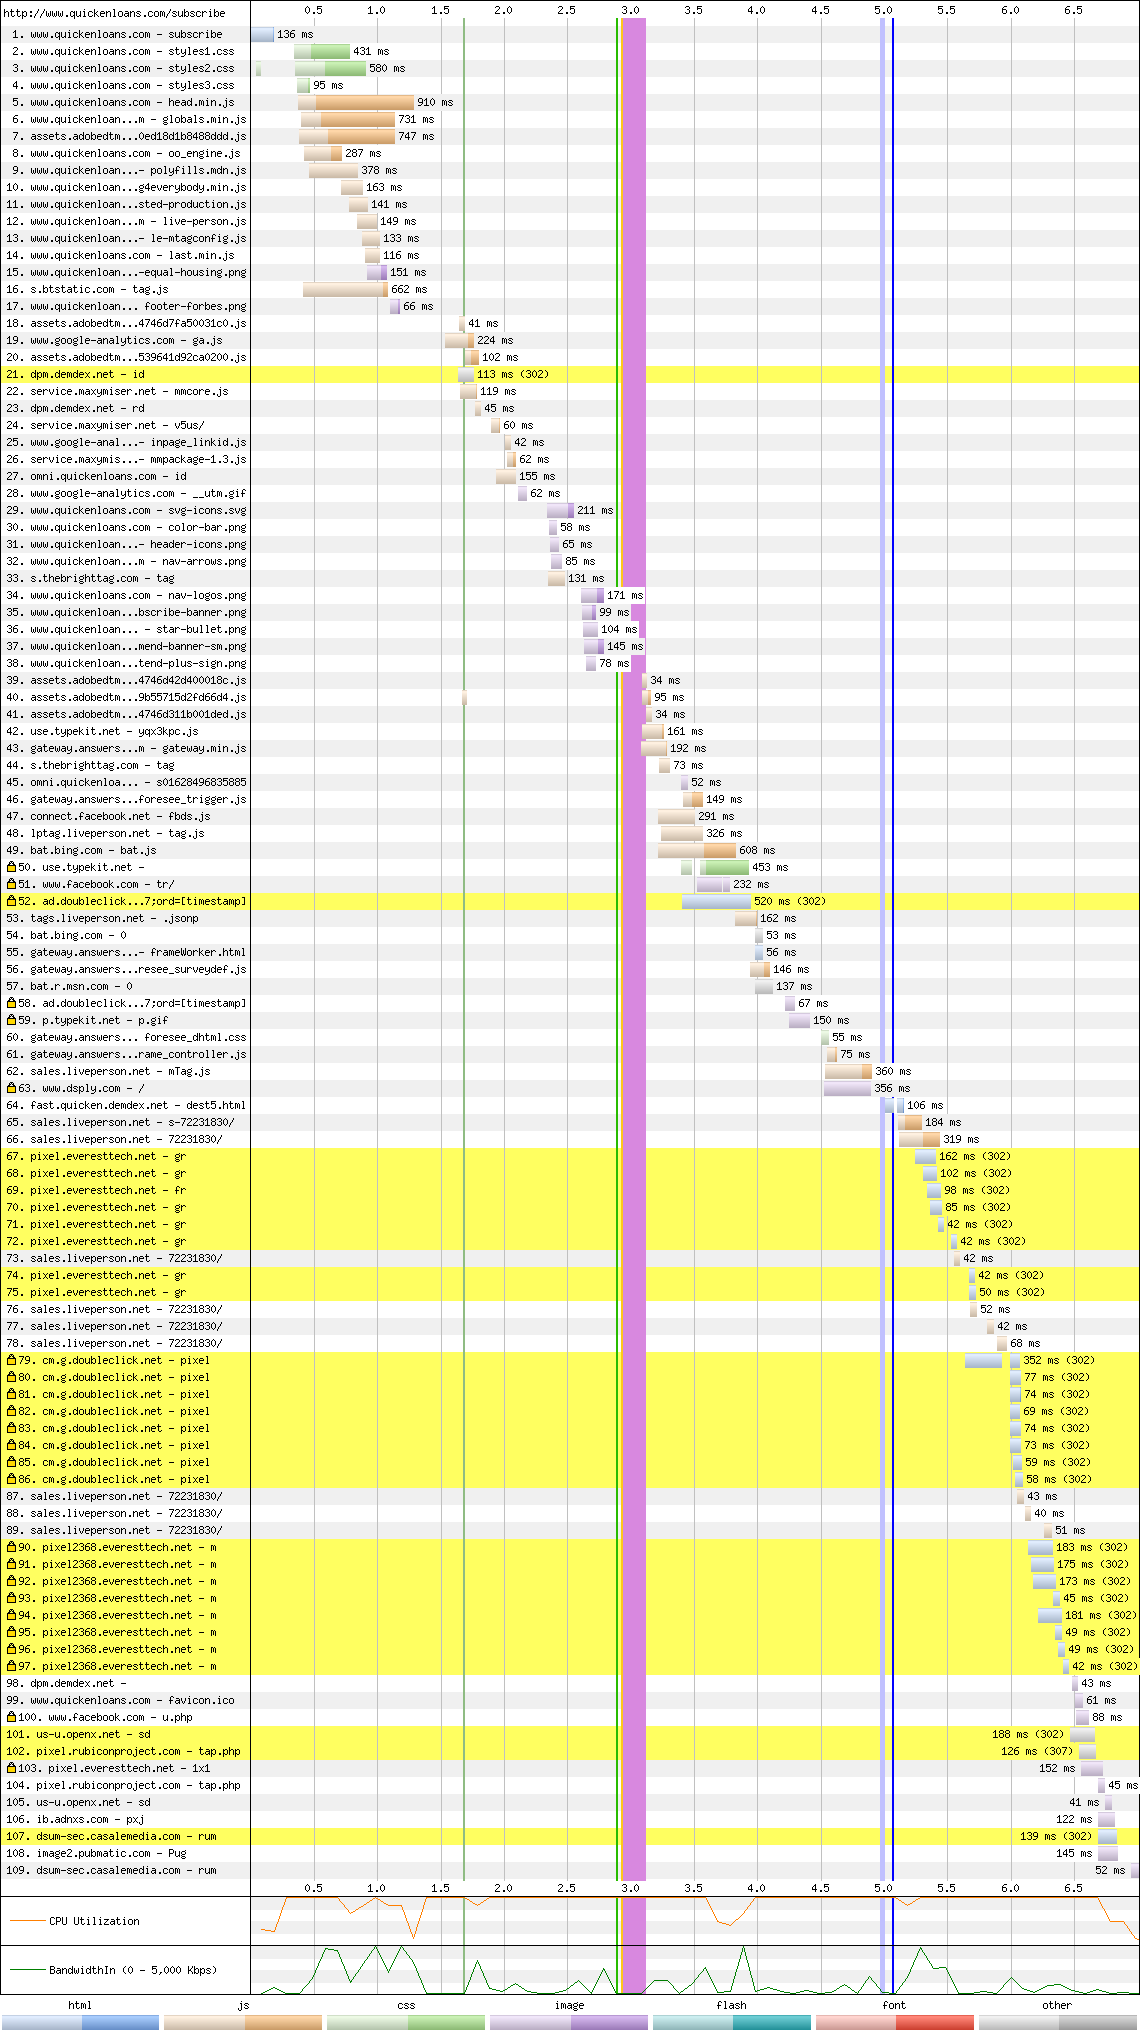 http://www.quickenloans.com/subscribe 0.5 1.0 1.5 2.0 2.5 3.0 3.5 4.0 4.5 5.0 5.5 6.0 6.5
1. www.quickenloans.com - subscribe 136 ms
2. www.quickenloans.com - styles1.css 431 ms
3. www.quickenloans.com - styles2.css 580 ms
4. www.quickenloans.com - styles3.css 95 ms
5. www.quickenloans.com - head.min.js 910 ms
6. www.quickenloan...m - globals.min.js 731 ms
7. assets.adobedtm...0ed18d1b8488ddd.js 747 ms
8. www.quickenloans.com - oo_engine.js 287 ms
9. www.quickenloan...- polyfills.mdn.js 378 ms
10. www.quickenloan...g4everybody.min.js 163 ms
11. www.quickenloan...sted-production.js 141 ms
12. www.quickenloan...m - live-person.js 149 ms
13. www.quickenloan...- le-mtagconfig.js 133 ms
14. www.quickenloans.com - last.min.js 116 ms
15. www.quickenloan...-equal-housing.png 151 ms
16. s.btstatic.com - tag.js 662 ms
17. www.quickenloan... footer-forbes.png 66 ms
18. assets.adobedtm...4746d7fa50031c0.js 41 ms
19. www.google-analytics.com - ga.js 224 ms
20. assets.adobedtm...539641d92ca0200.js 102 ms
21. dpm.demdex.net - id 113 ms (302)
22. service.maxymiser.net - mmcore.js 119 ms
23. dpm.demdex.net - rd 45 ms
24. service.maxymiser.net - v5us/ 60 ms
25. www.google-anal...- inpage_linkid.js 42 ms
26. service.maxymis...- mmpackage-1.3.js 62 ms
27. omni.quickenloans.com - id 155 ms
28. www.google-analytics.com - __utm.gif 62 ms
29. www.quickenloans.com - svg-icons.svg 211 ms
30. www.quickenloans.com - color-bar.png 58 ms
31. www.quickenloan...- header-icons.png 65 ms
32. www.quickenloan...m - nav-arrows.png 85 ms
33. s.thebrighttag.com - tag 131 ms
34. www.quickenloans.com - nav-logos.png 171 ms
35. www.quickenloan...bscribe-banner.png 99 ms
36. www.quickenloan... - star-bullet.png 104 ms
37. www.quickenloan...mend-banner-sm.png 145 ms
38. www.quickenloan...tend-plus-sign.png 78 ms
39. assets.adobedtm...4746d42d400018c.js 34 ms
40. assets.adobedtm...9b55715d2fd66d4.js 95 ms
41. assets.adobedtm...4746d311b001ded.js 34 ms
42. use.typekit.net - yqx3kpc.js 161 ms
43. gateway.answers...m - gateway.min.js 192 ms
44. s.thebrighttag.com - tag 73 ms
45. omni.quickenloa... - s01628496835885 52 ms
46. gateway.answers...foresee_trigger.js 149 ms
47. connect.facebook.net - fbds.js 291 ms
48. lptag.liveperson.net - tag.js 326 ms
49. bat.bing.com - bat.js 608 ms
50. use.typekit.net - 453 ms
51. www.facebook.com - tr/ 232 ms
52. ad.doubleclick...7;ord=[timestamp] 520 ms (302)
53. tags.liveperson.net - .jsonp 162 ms
54. bat.bing.com - 0 53 ms
55. gateway.answers...- frameWorker.html 56 ms
56. gateway.answers...resee_surveydef.js 146 ms
57. bat.r.msn.com - 0 137 ms
58. ad.doubleclick...7;ord=[timestamp] 67 ms
59. p.typekit.net - p.gif 150 ms
60. gateway.answers... foresee_dhtml.css 55 ms
61. gateway.answers...rame_controller.js 75 ms
62. sales.liveperson.net - mTag.js 360 ms
63. www.dsply.com - / 356 ms
64. fast.quicken.demdex.net - dest5.html 106 ms
65. sales.liveperson.net - s-72231830/ 184 ms
66. sales.liveperson.net - 72231830/ 319 ms
67. pixel.everesttech.net - gr 162 ms (302)
68. pixel.everesttech.net - gr 102 ms (302)
69. pixel.everesttech.net - fr 98 ms (302)
70. pixel.everesttech.net - gr 85 ms (302)
71. pixel.everesttech.net - gr 42 ms (302)
72. pixel.everesttech.net - gr 42 ms (302)
73. sales.liveperson.net - 72231830/ 42 ms
74. pixel.everesttech.net - gr 42 ms (302)
75. pixel.everesttech.net - gr 50 ms (302)
76. sales.liveperson.net - 72231830/ 52 ms
77. sales.liveperson.net - 72231830/ 42 ms
78. sales.liveperson.net - 72231830/ 68 ms
79. cm.g.doubleclick.net - pixel 352 ms (302)
80. cm.g.doubleclick.net - pixel 77 ms (302)
81. cm.g.doubleclick.net - pixel 74 ms (302)
82. cm.g.doubleclick.net - pixel 69 ms (302)
83. cm.g.doubleclick.net - pixel 74 ms (302)
84. cm.g.doubleclick.net - pixel 73 ms (302)
85. cm.g.doubleclick.net - pixel 59 ms (302)
86. cm.g.doubleclick.net - pixel 58 ms (302)
87. sales.liveperson.net - 72231830/ 43 ms
88. sales.liveperson.net - 72231830/ 40 ms
89. sales.liveperson.net - 72231830/ 51 ms
90. pixel2368.everesttech.net - m 183 ms (302)
91. pixel2368.everesttech.net - m 175 ms (302)
92. pixel2368.everesttech.net - m 173 ms (302)
93. pixel2368.everesttech.net - m 45 ms (302)
94. pixel2368.everesttech.net - m 181 ms (302)
95. pixel2368.everesttech.net - m 49 ms (302)
96. pixel2368.everesttech.net - m 49 ms (302)
97. pixel2368.everesttech.net - m 42 ms (302)
98. dpm.demdex.net - 43 ms
99. www.quickenloans.com - favicon.ico 61 ms
100. www.facebook.com - u.php 88 ms
101. us-u.openx.net - sd 188 ms (302)
102. pixel.rubiconproject.com - tap.php 126 ms (307)
103. pixel.everesttech.net - 1x1 152 ms
104. pixel.rubiconproject.com - tap.php 45 ms
105. us-u.openx.net - sd 41 ms
106. ib.adnxs.com - pxj 122 ms
107. dsum-sec.casalemedia.com - rum 139 ms (302)
108. image2.pubmatic.com - Pug 145 ms
109. dsum-sec.casalemedia.com - rum 52 ms
0.5 1.0 1.5 2.0 2.5 3.0 3.5 4.0 4.5 5.0 5.5 6.0 6.5
CPU Utilization
BandwidthIn (0 - 5,000 Kbps)
html js css image flash font other